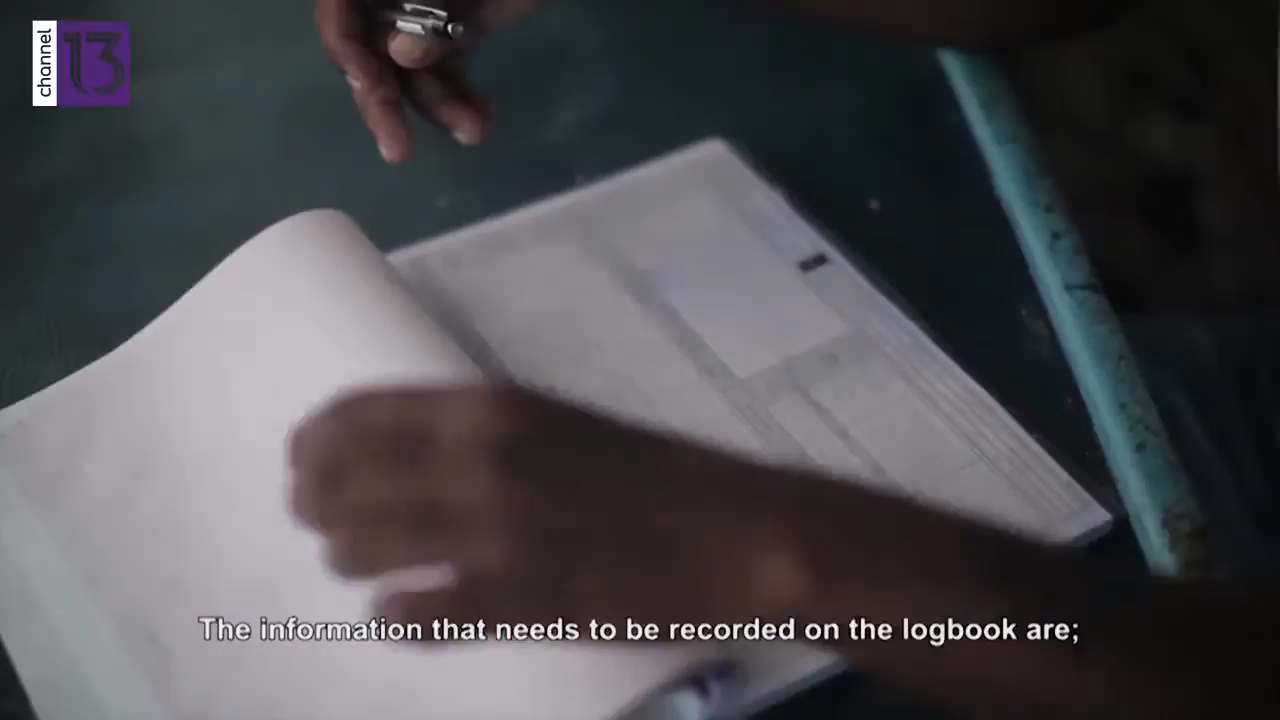 channel
13
The information that needs to be recorded on the logbook are;